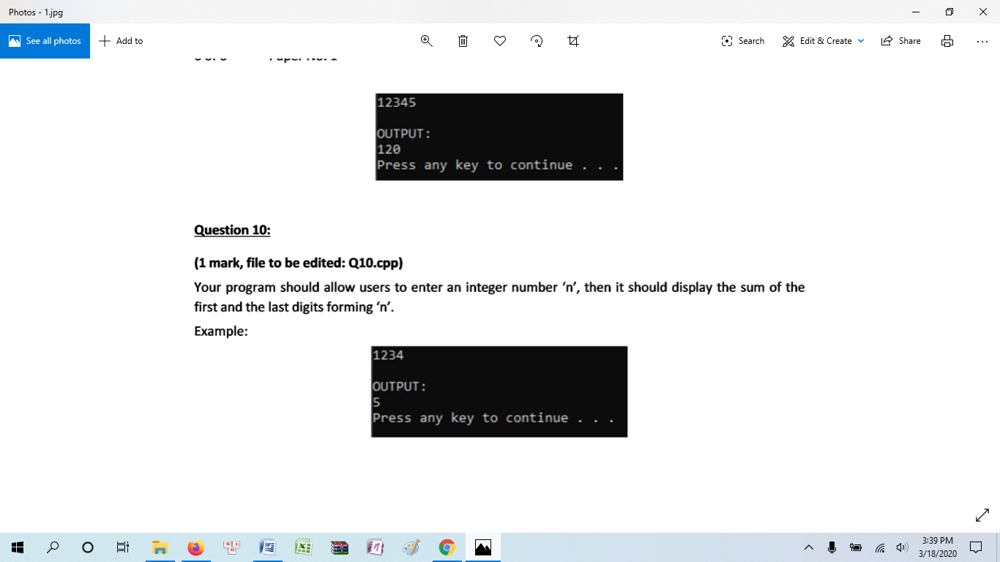 Photos - 1.jpg
See all photos
Add to
Search
Edit & Create
Share
12345
OUTPUT:
120
Press any key to continue . . .
Question 10:
(1 mark, file to be edited: Q10.cpp)
Your program should allow users to enter an integer number ‘n’, then it should display the sum of the
first and the last digits forming ‘n’.
Example:
1234
OUTPUT:
5
Press any key to continue . . .
3:39 PM
3/18/2020